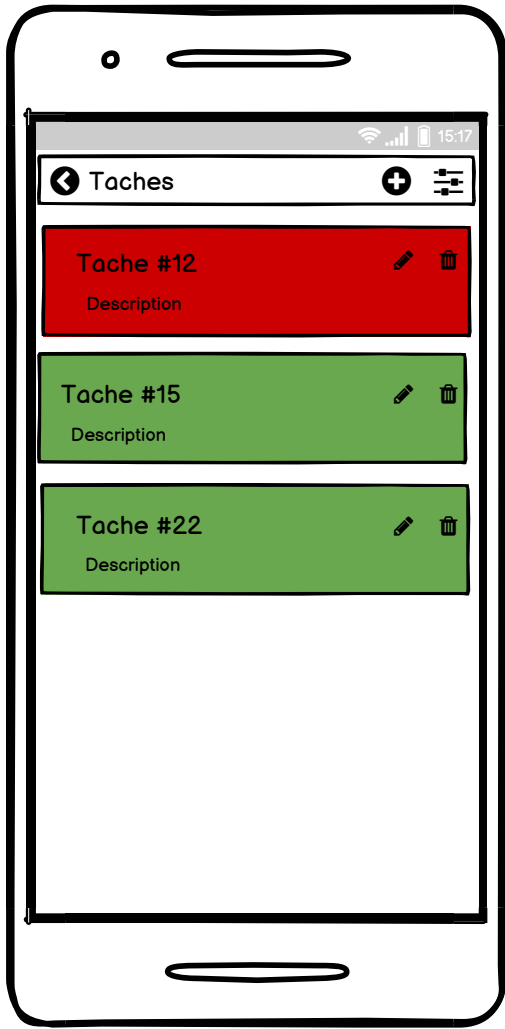 15:17
Taches
Tache #12
Description
Tache #15
Description
Tache #22
Description